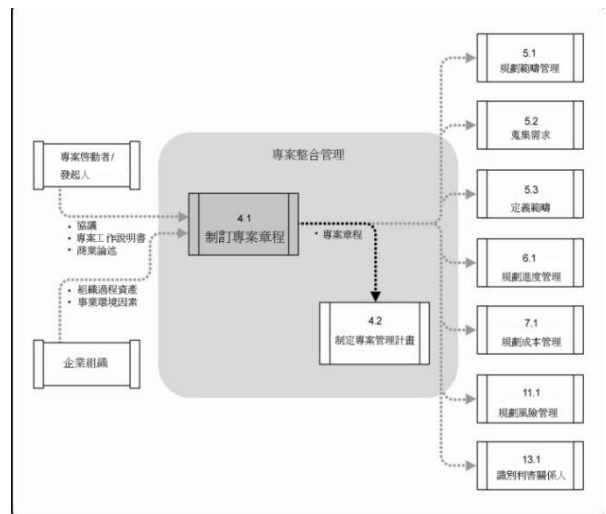 專案啓動者/
發起人
• 協議
• 專案工作說明書
• 商業論述
• 組織過程資產
• 事業環境因素
企業組織
專案整合管理
4.1
制訂專案章程
• 專案章程
4.2
制定專案管理計畫
5.1
規劃範疇管理
5.2
蒐集需求
5.3
定義範疇
6.1
規劃進度管理
7.1
規劃成本管理
11.1
規劃風險管理
13.1
識別利害關係人